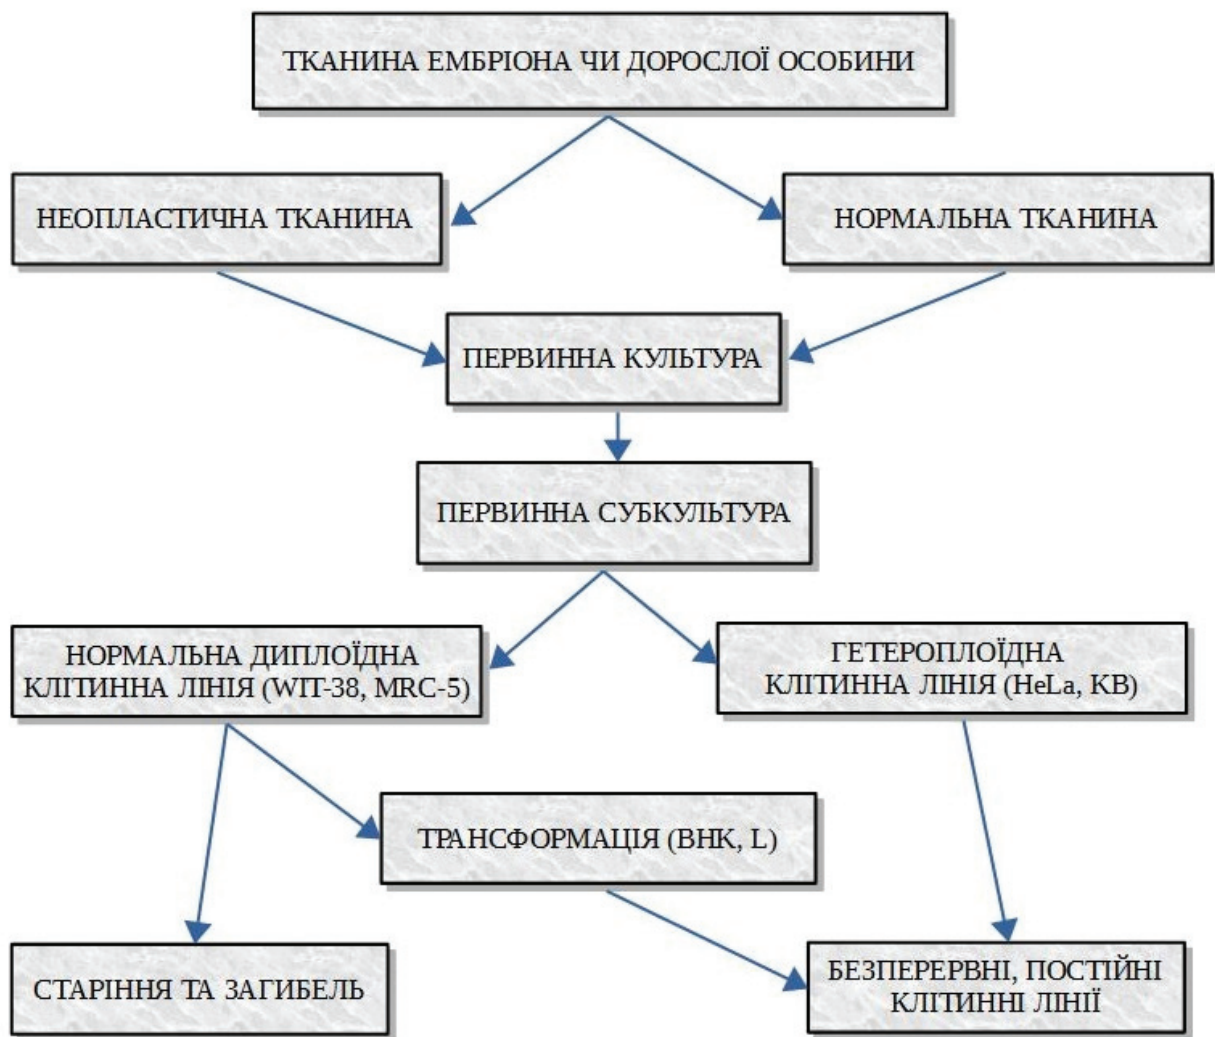 ТКАНИНА ЕМБРІОНА ЧИ ДОРОСЛОЇ ОСОБИНИ
НЕОПЛАСТИЧНА ТКАНИНА
НОРМАЛЬНА ТКАНИНА
ПЕРВИННА КУЛЬТУРА
ПЕРВИННА СУБКУЛЬТУРА
НОРМАЛЬНА ДИПЛОЇДНА
КЛІТИННА ЛІНІЯ (WIT-38, MRC-5)
ГЕТЕРОПЛОЇДНА
КЛІТИННА ЛІНІЯ (HeLa, KB)
ТРАНСФОРМАЦІЯ (BHK, L)
СТАРІННЯ ТА ЗАГИБЕЛЬ
БЕЗПЕРЕРВНІ, ПОСТІЙНІ
КЛІТИННІ ЛІНІЇ